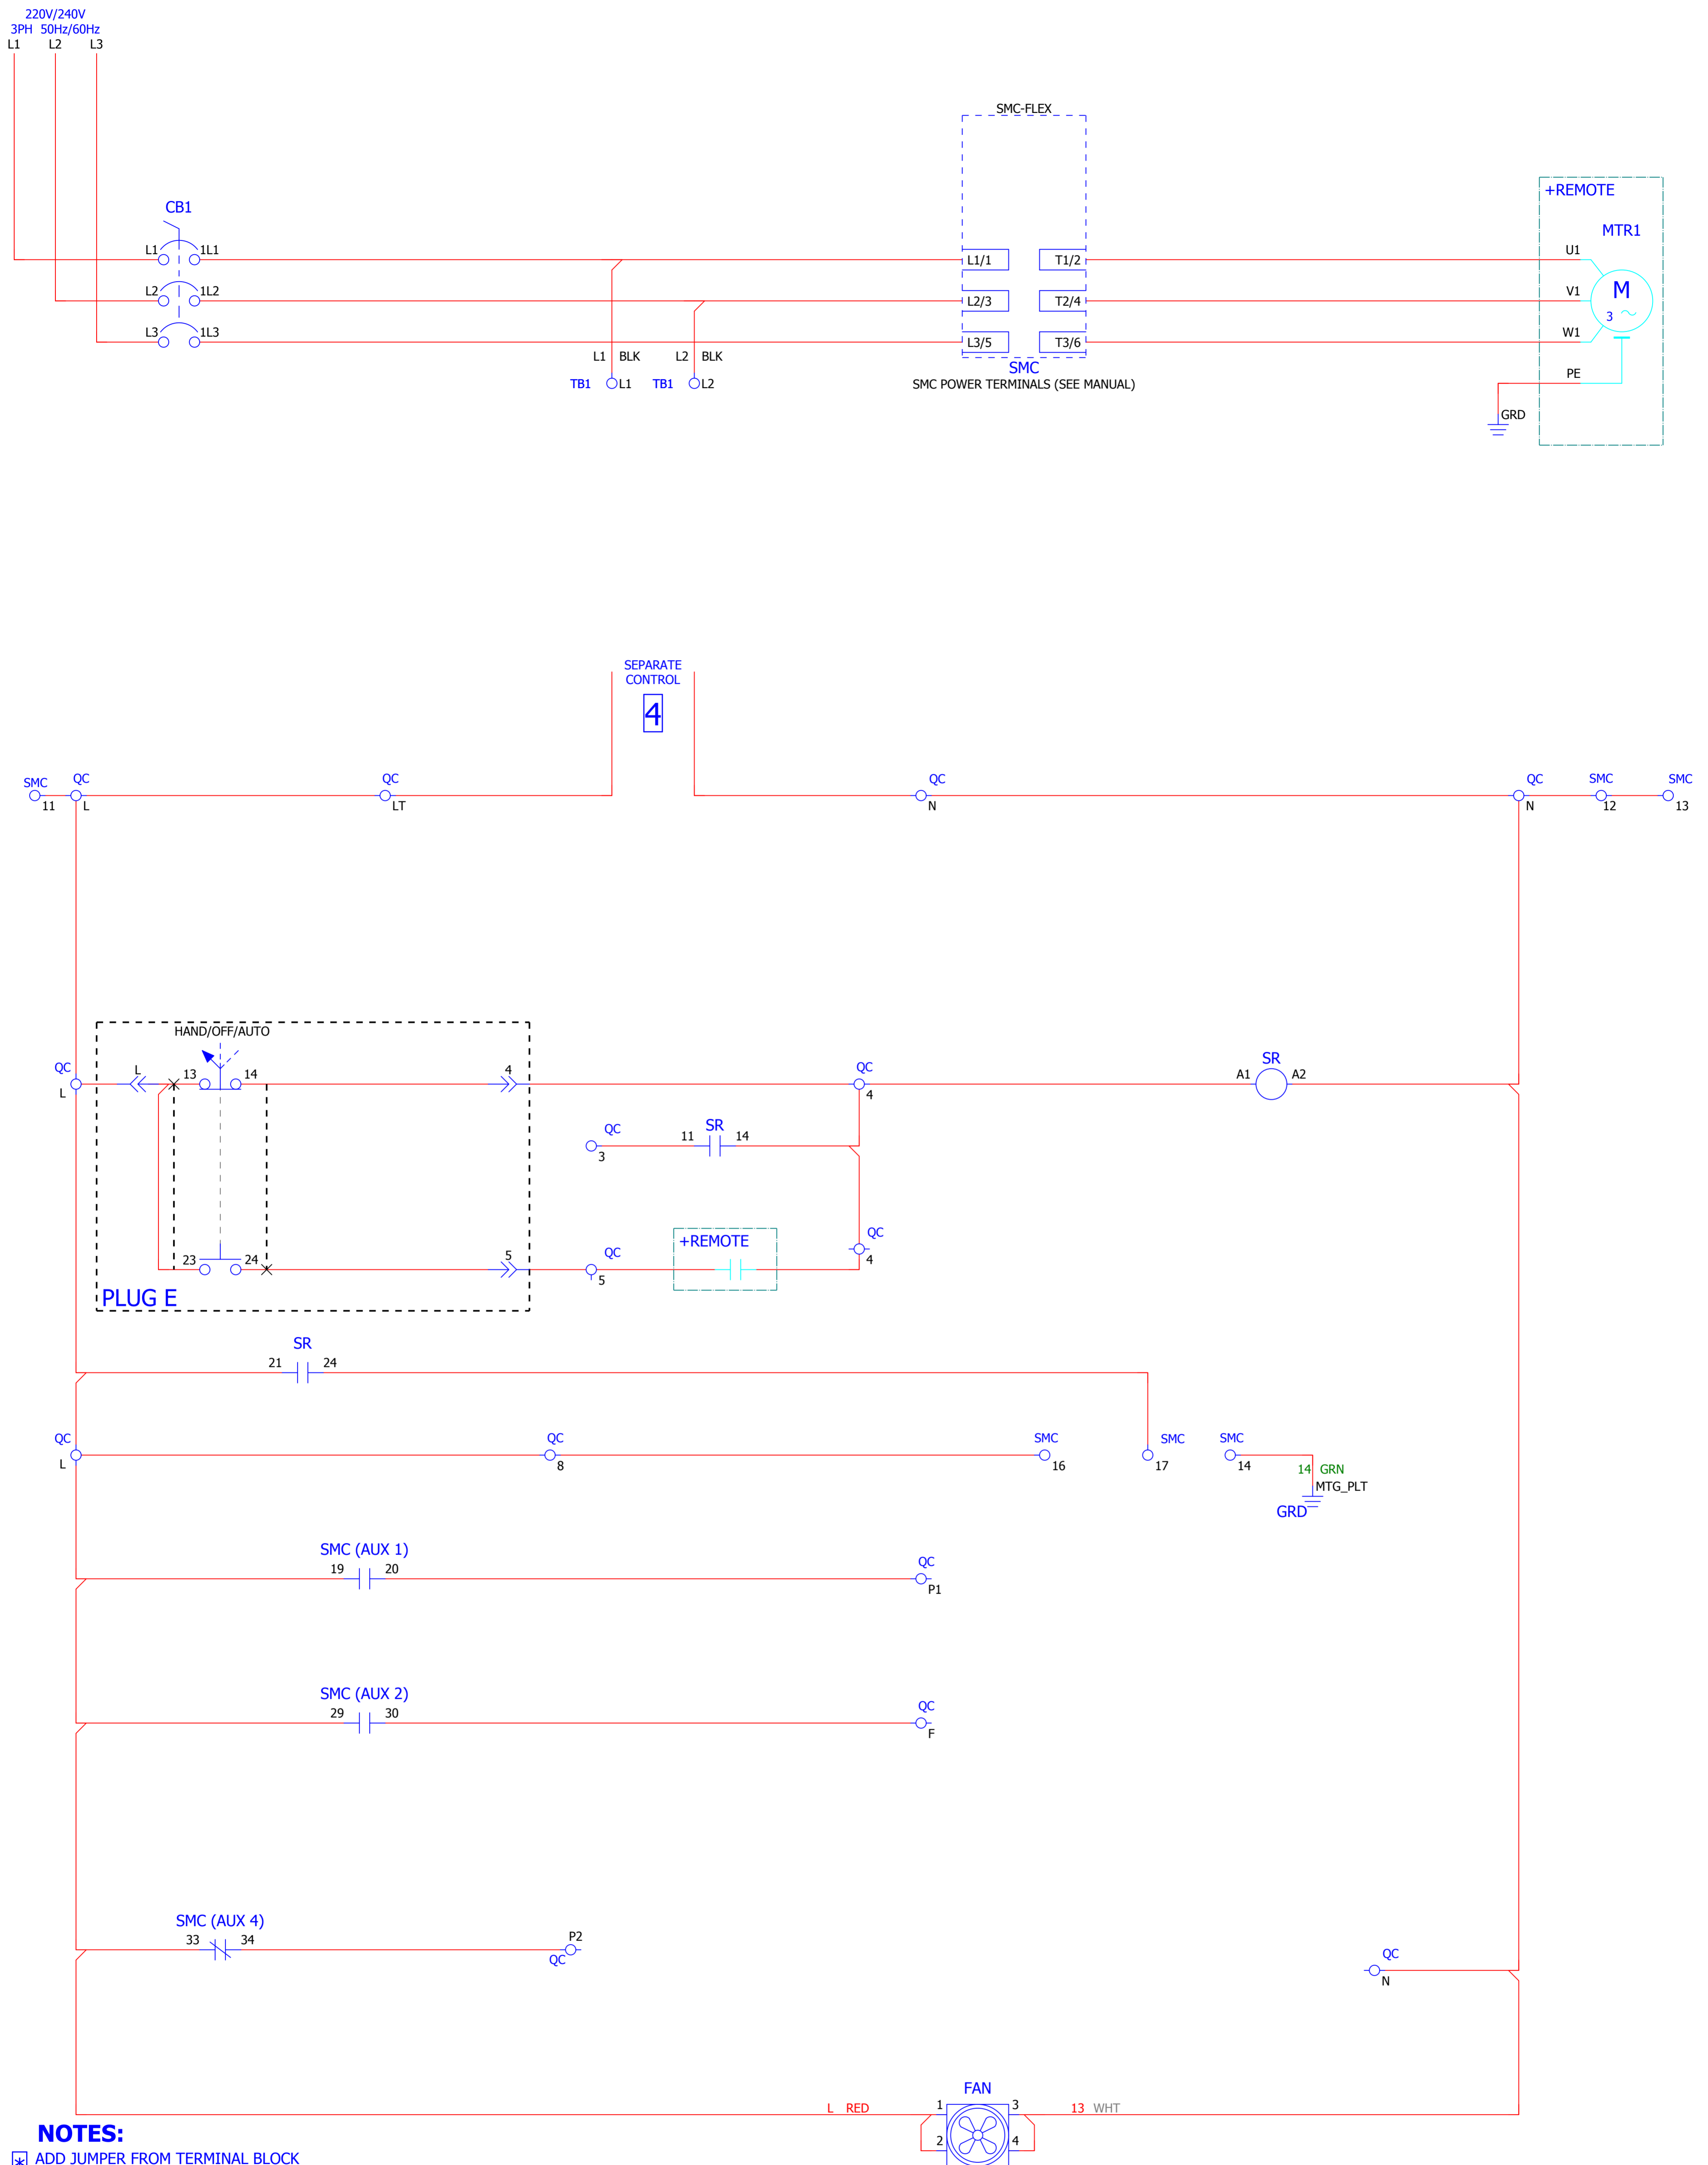 220V/240V
3PH 50Hz/60Hz
L1 L2 L3
SMC-FLEX
+REMOTE
CB1
MTR1
L1 1L1 L1/1 T1/2 U1
L2 1L2 L2/3 T2/4 V1
M
3
L3 1L3 L3/5 T3/6 W1
L1 BLK L2 BLK
SMC
TB1 L1 TB1 L2
SMC POWER TERMINALS (SEE MANUAL)
PE
GRD
SEPARATE
CONTROL
4
SMC QC QC QC QC SMC SMC
11 L LT N N 12 13
HAND/OFF/AUTO
QC L 13 14 4 QC SR
L 4 A1 A2
QC SR
3 11 14
QC
4
+REMOTE
23 24 5 QC
5
PLUG E
SR
21 24
QC QC SMC SMC SMC
L 8 16 17 14
14 GRN
MTG_PLT
GRD
SMC (AUX 1)
19 20 QC
P1
SMC (AUX 2)
29 30 QC
F
SMC (AUX 4)
33 34 P2
QC
QC
N
FAN
L RED 1 3 13 WHT
2 4
NOTES:
* ADD JUMPER FROM TERMINAL BLOCK